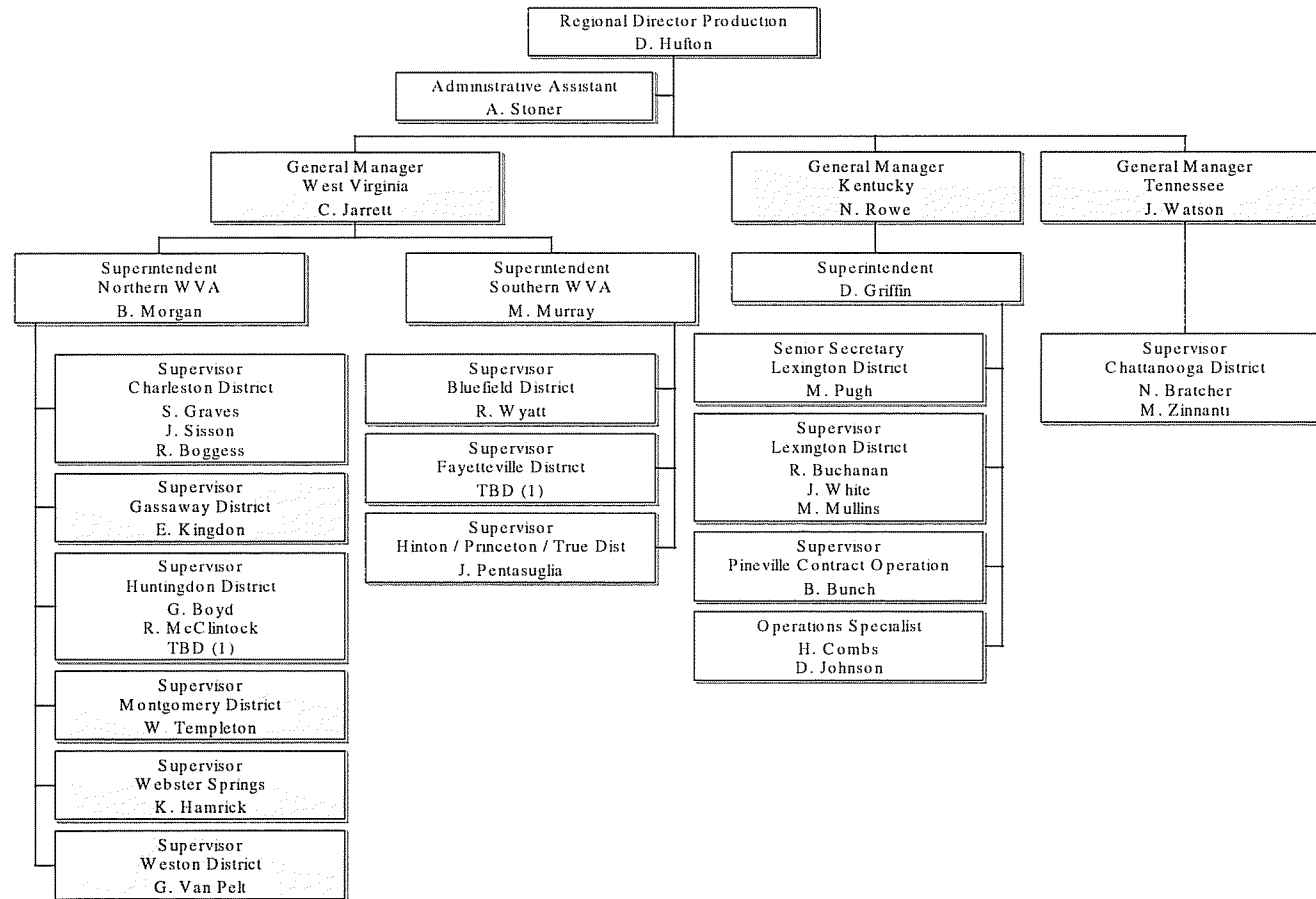 Regional Director Production
D. Hufton
Administrative Assistant
A. Stoner
General Manager
West Virginia
C. Jarrett
General Manager
Kentucky
N. Rowe
General Manager
Tennessee
J. Watson
Superintendent
Northern WVA
B. Morgan
Superintendent
Southern WVA
M. Murray
Superintendent
D. Griffin
Supervisor
Charleston District
S. Graves
J. Sisson
R. Boggess
Supervisor
Gassaway District
E. Kingdon
Supervisor
Huntingdon District
G. Boyd
R. McClintock
TBD (1)
Supervisor
Montgomery District
W. Templeton
Supervisor
Webster Springs
K. Hamrick
Supervisor
Weston District
G. Van Pelt
Supervisor
Bluefield District
R. Wyatt
Supervisor
Fayetteville District
TBD (1)
Supervisor
Hinton / Princeton / True Dist
J. Pentasuglia
Senior Secretary
Lexington District
M. Pugh
Supervisor
Lexington District
R. Buchanan
J. White
M. Mullins
Supervisor
Pineville Contract Operation
B. Bunch
Operations Specialist
H. Combs
D. Johnson
Supervisor
Chattanooga District
N. Bratcher
M. Zinnanti